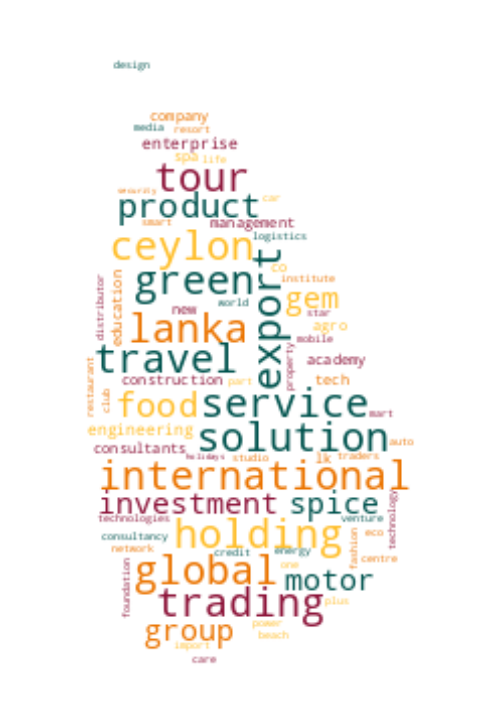 design
company
media resort
enterprise
spa life
tour
security car
product
smart management
ceylon logistics
green co
institute
export
distributor education
world gem
new star
lanka agro
mobile
travel property academy
restaurant construction part tech
club food service mart
engineering solution auto
consultants holidays studio lk traders
international
investment spice
technologies venture technology
consultancy holding eco
network credit energy fashion centre
global one
foundation motor
trading plus
group power
beach
import
care